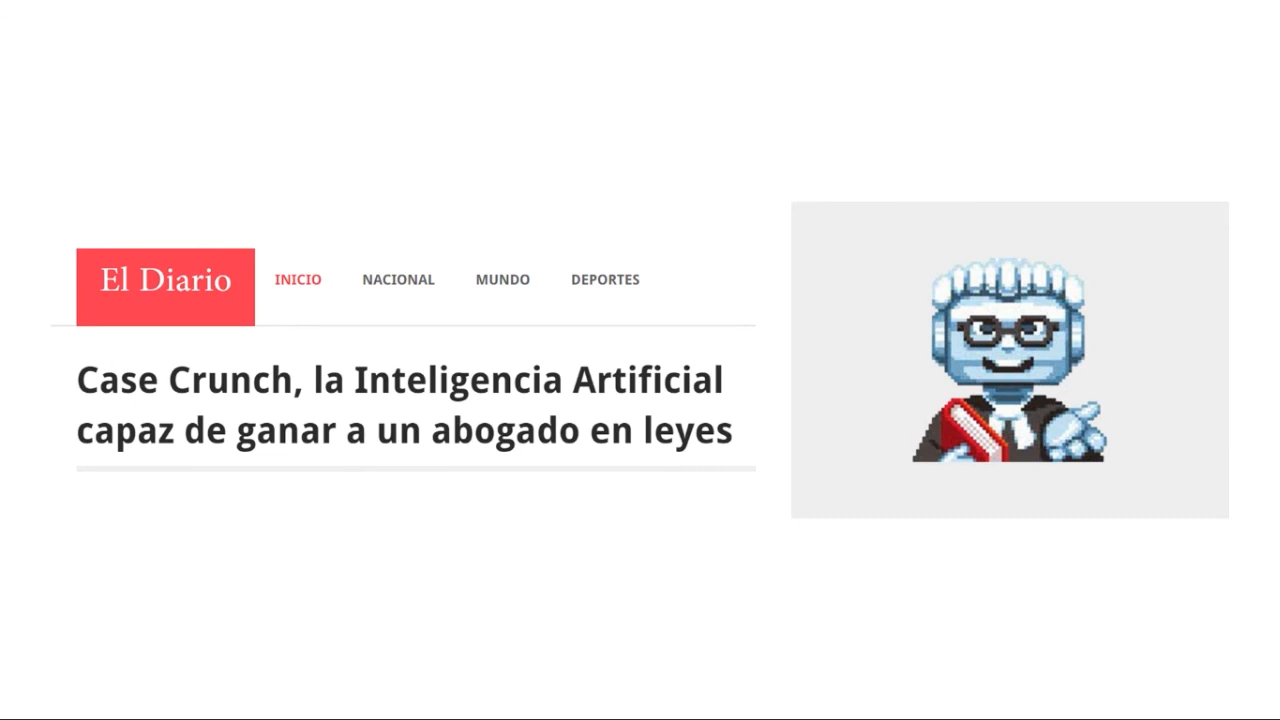 El Diario INICIO NACIONAL MUNDO DEPORTES
Case Crunch, la Inteligencia Artificial
capaz de ganar a un abogado en leyes